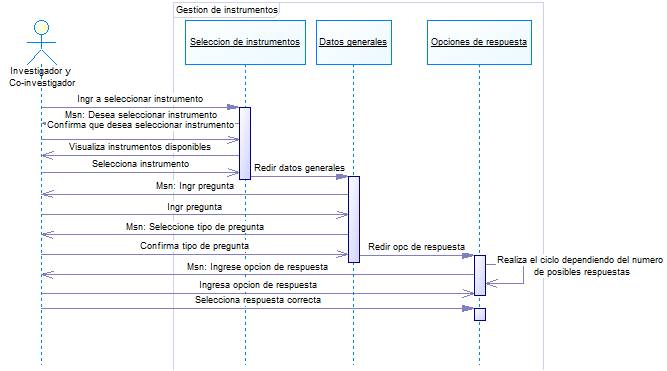 Gestion de instrumentos
Seleccion de instrumentos
Datos generales
Opciones de respuesta
Investigador y
Co-investigador
Ingr a seleccionar instrumento
Msn: Desea seleccionar instrumento
Confirma que desea seleccionar instrumento
Visualiza instrumentos disponibles
Selecciona instrumento
Redir datos generales
Msn: Ingr pregunta
Ingr pregunta
Msn: Seleccione tipo de pregunta
Confirma tipo de pregunta
Redir opc de respuesta
Realiza el ciclo dependiendo del numero
de posibles respuestas
Msn: Ingrese opcion de respuesta
Ingresa opcion de respuesta
Selecciona respuesta correcta